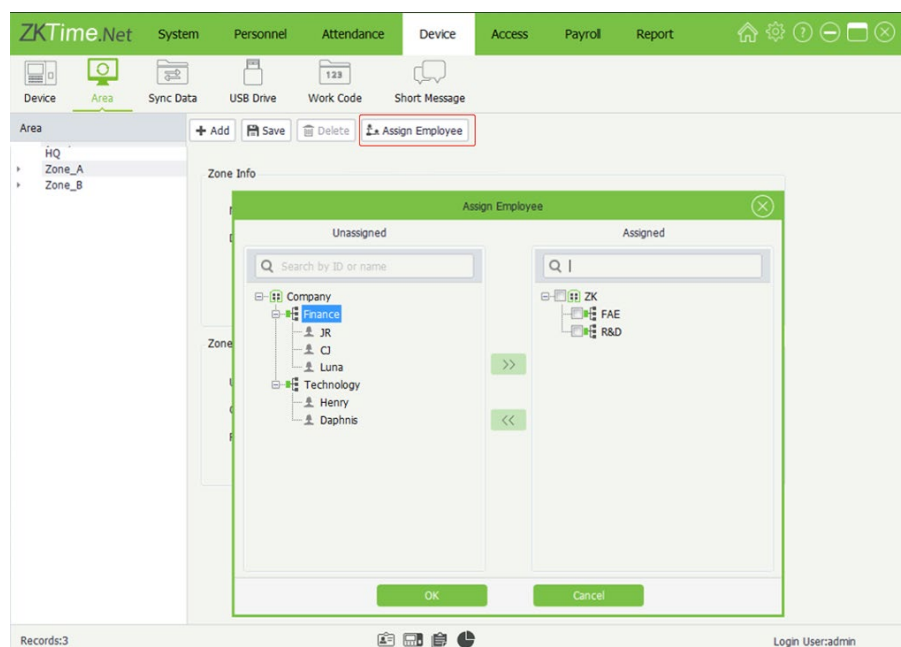 ZKTime.Net System Personnel Attendance Device Access Payroll Report
123
Device Area Sync Data USB Drive Work Code Short Message
Area
Add Save Delete Assign Employee
HQ
Zone_A
Zone_B
Zone Info
Assign Employee
Unassigned Assigned
Search by ID or name
Company
Finance
JR
CJ
Luna
Technology
Henry
Daphnis
>>
<<
ZK
FAE
R&D
Zone
OK Cancel
Records:3 Login User:admin